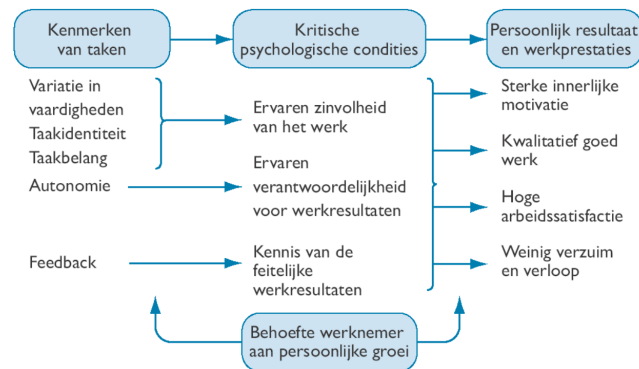 Kenmerken
van taken
Kritische
psychologische condities
Persoonlijk resultaat
en werkprestaties
Variatie in
vaardigheden
Taakidentiteit
Taakbelang
Autonomie
Feedback
Ervaren zinvolheid
van het werk
Ervaren
verantwoordelijkheid
voor werkresultaten
Kennis van de
feitelijke
werkresultaten
Sterke innerlijke
motivatie
Kwalitatief goed
werk
Hoge
arbeidssatisfactie
Weinig verzuim
en verloop
Behoefte werknemer
aan persoonlijke groei